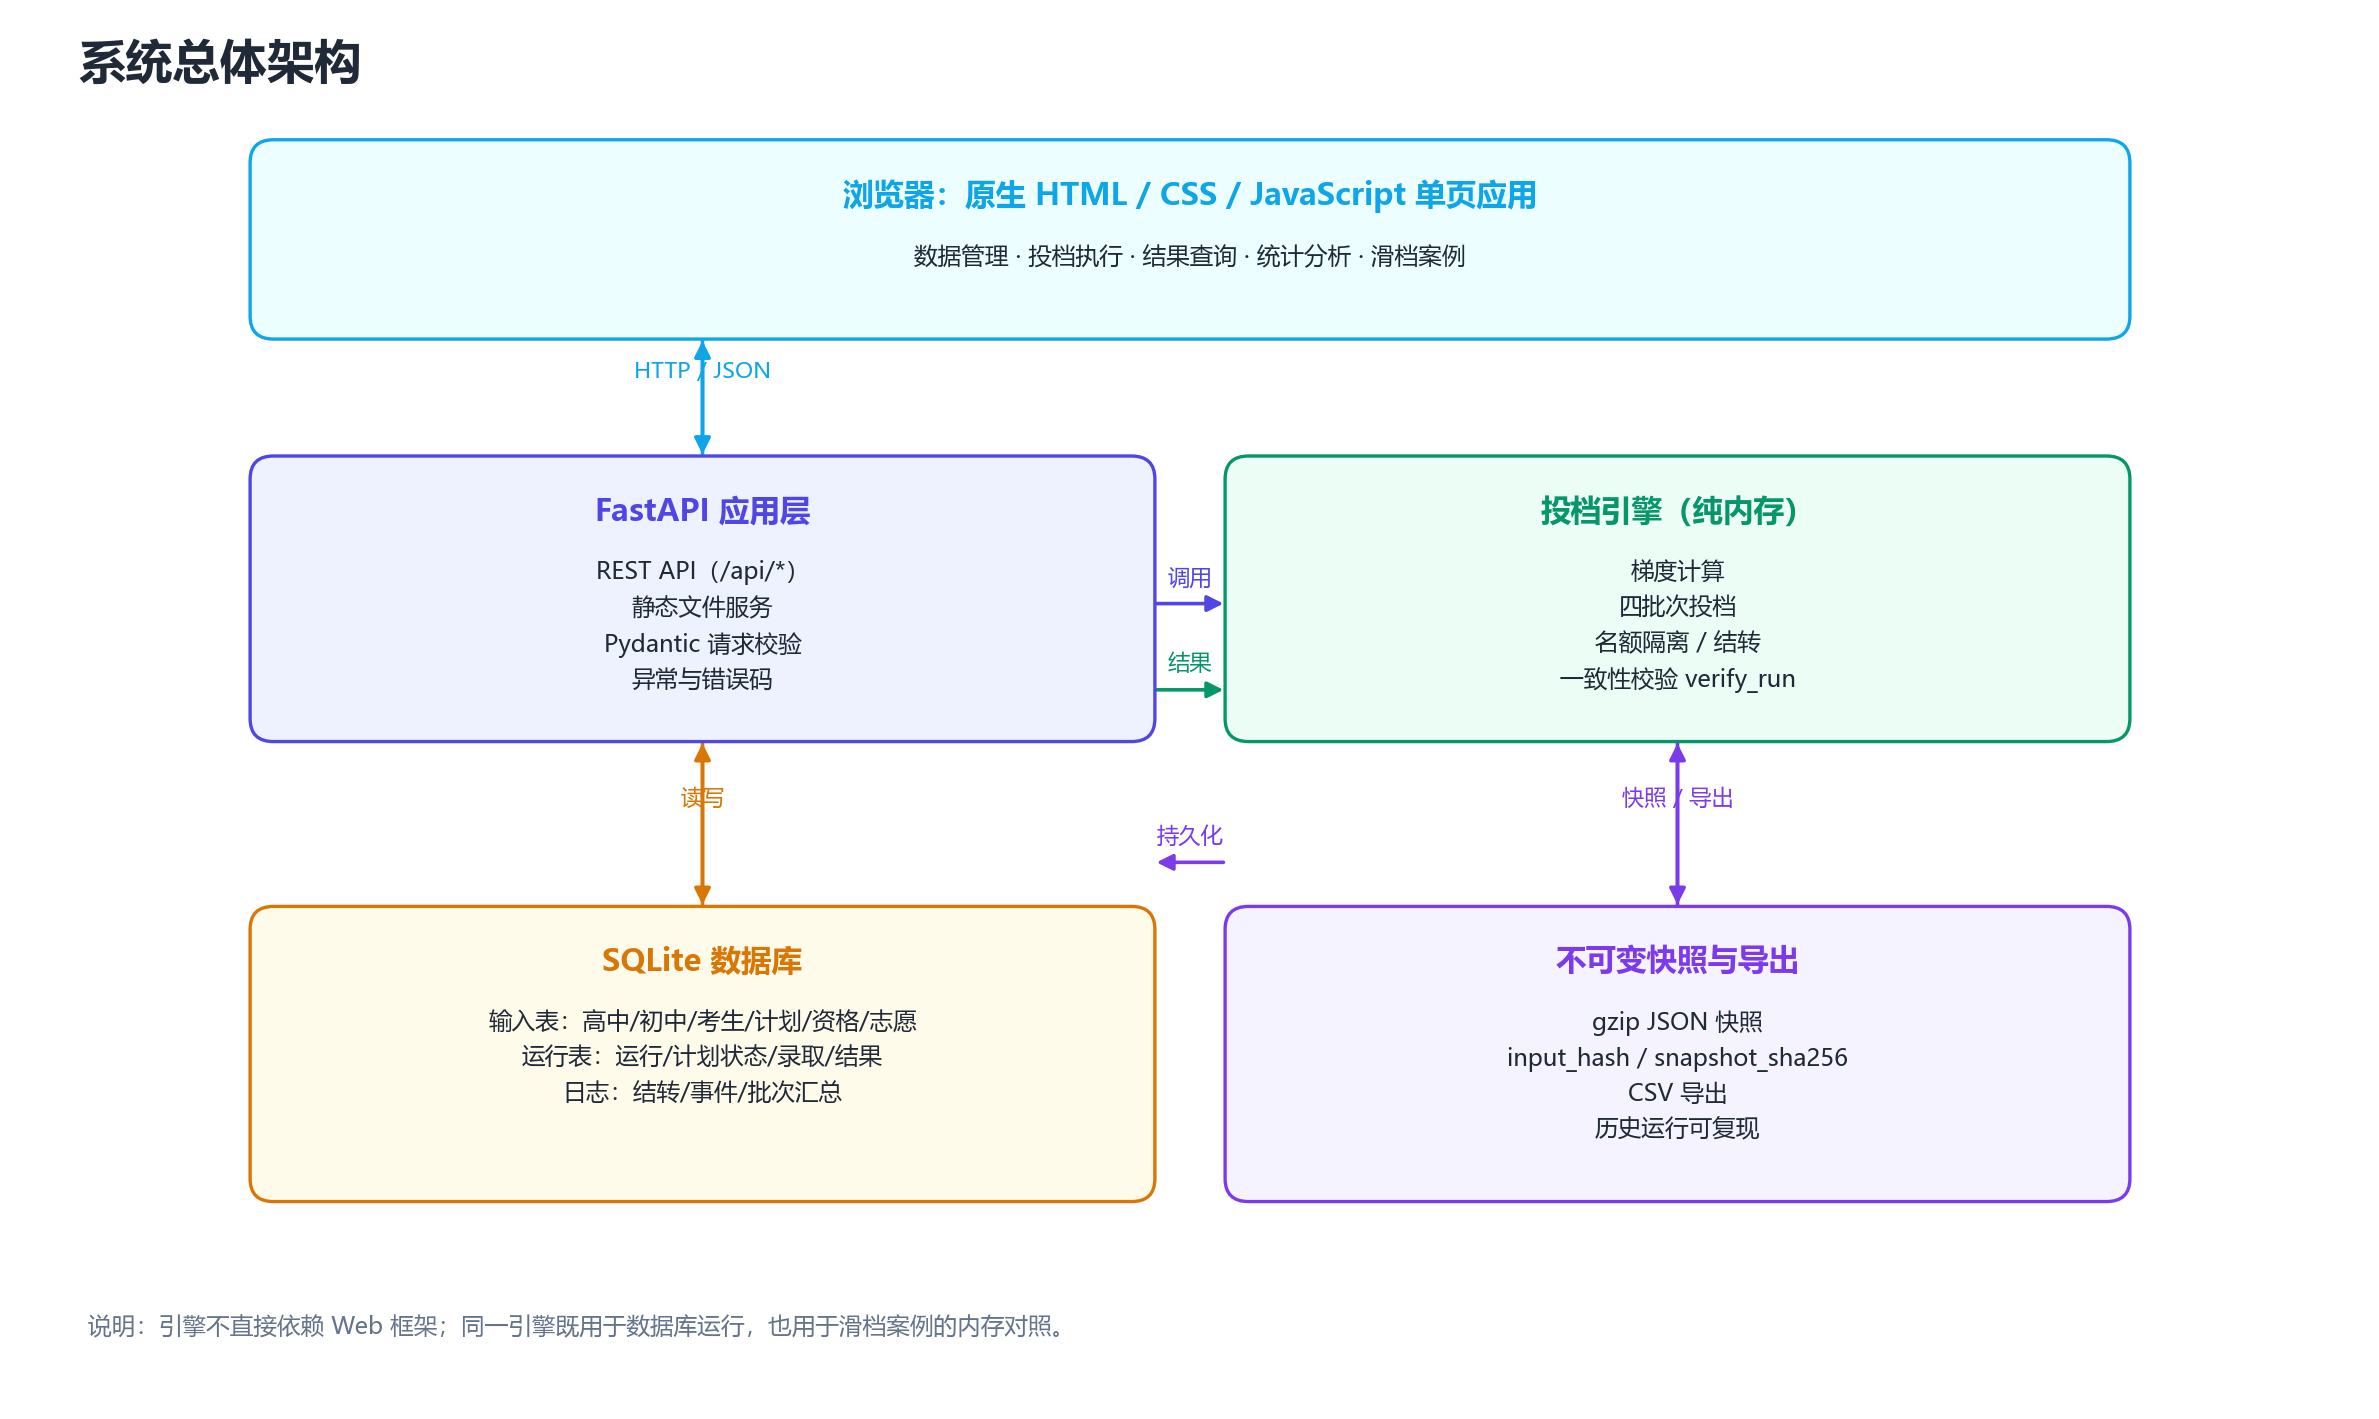 系统总体架构
浏览器：原生 HTML / CSS / JavaScript 单页应用
数据管理 · 投档执行 · 结果查询 · 统计分析 · 滑档案例
HTTP / JSON
FastAPI 应用层
REST API（/api/*）
静态文件服务
Pydantic 请求校验
异常与错误码
调用
结果
投档引擎（纯内存）
梯度计算
四批次投档
名额隔离 / 结转
一致性校验 verify_run
读写
快照 / 导出
持久化
SQLite 数据库
输入表：高中/初中/考生/计划/资格/志愿
运行表：运行/计划状态/录取/结果
日志：结转/事件/批次汇总
不可变快照与导出
gzip JSON 快照
input_hash / snapshot_sha256
CSV 导出
历史运行可复现
说明：引擎不直接依赖 Web 框架；同一引擎既用于数据库运行，也用于滑档案例的内存对照。